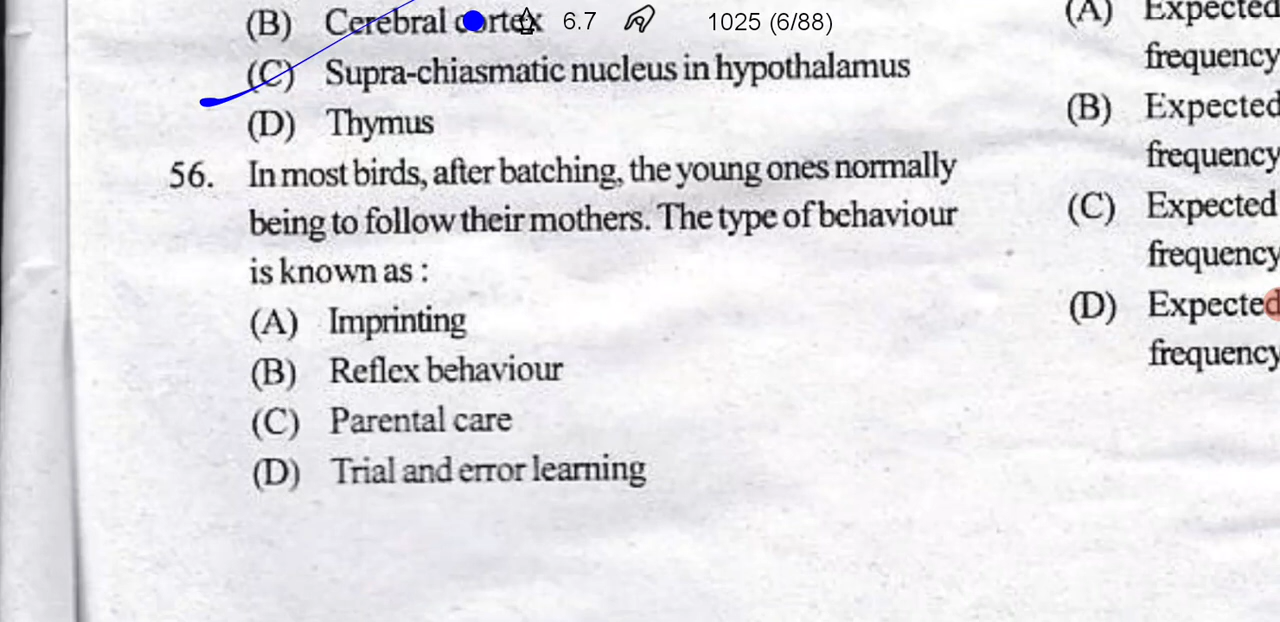 (B) Cerebral cortex 6.7 1025 (6/88)
(C) Supra-chiasmatic nucleus in hypothalamus
(D) Thymus
56. In most birds, after batching, the young ones normally
being to follow their mothers. The type of behaviour
is known as :
(A) Imprinting
(B) Reflex behaviour
(C) Parental care
(D) Trial and error learning
(A) Expected
frequency
(B) Expected
frequency
(C) Expected
frequency
(D) Expected
frequency